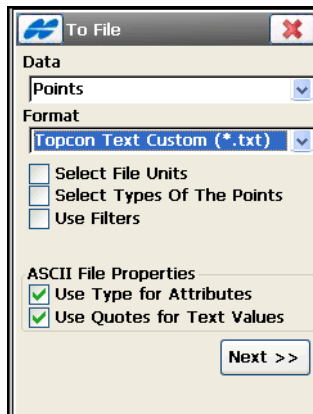 To File
Data
Points
Format
Topcon Text Custom (*.txt)
Select File Units
Select Types Of The Points
Use Filters
ASCII File Properties
Use Type for Attributes
Use Quotes for Text Values
Next >>